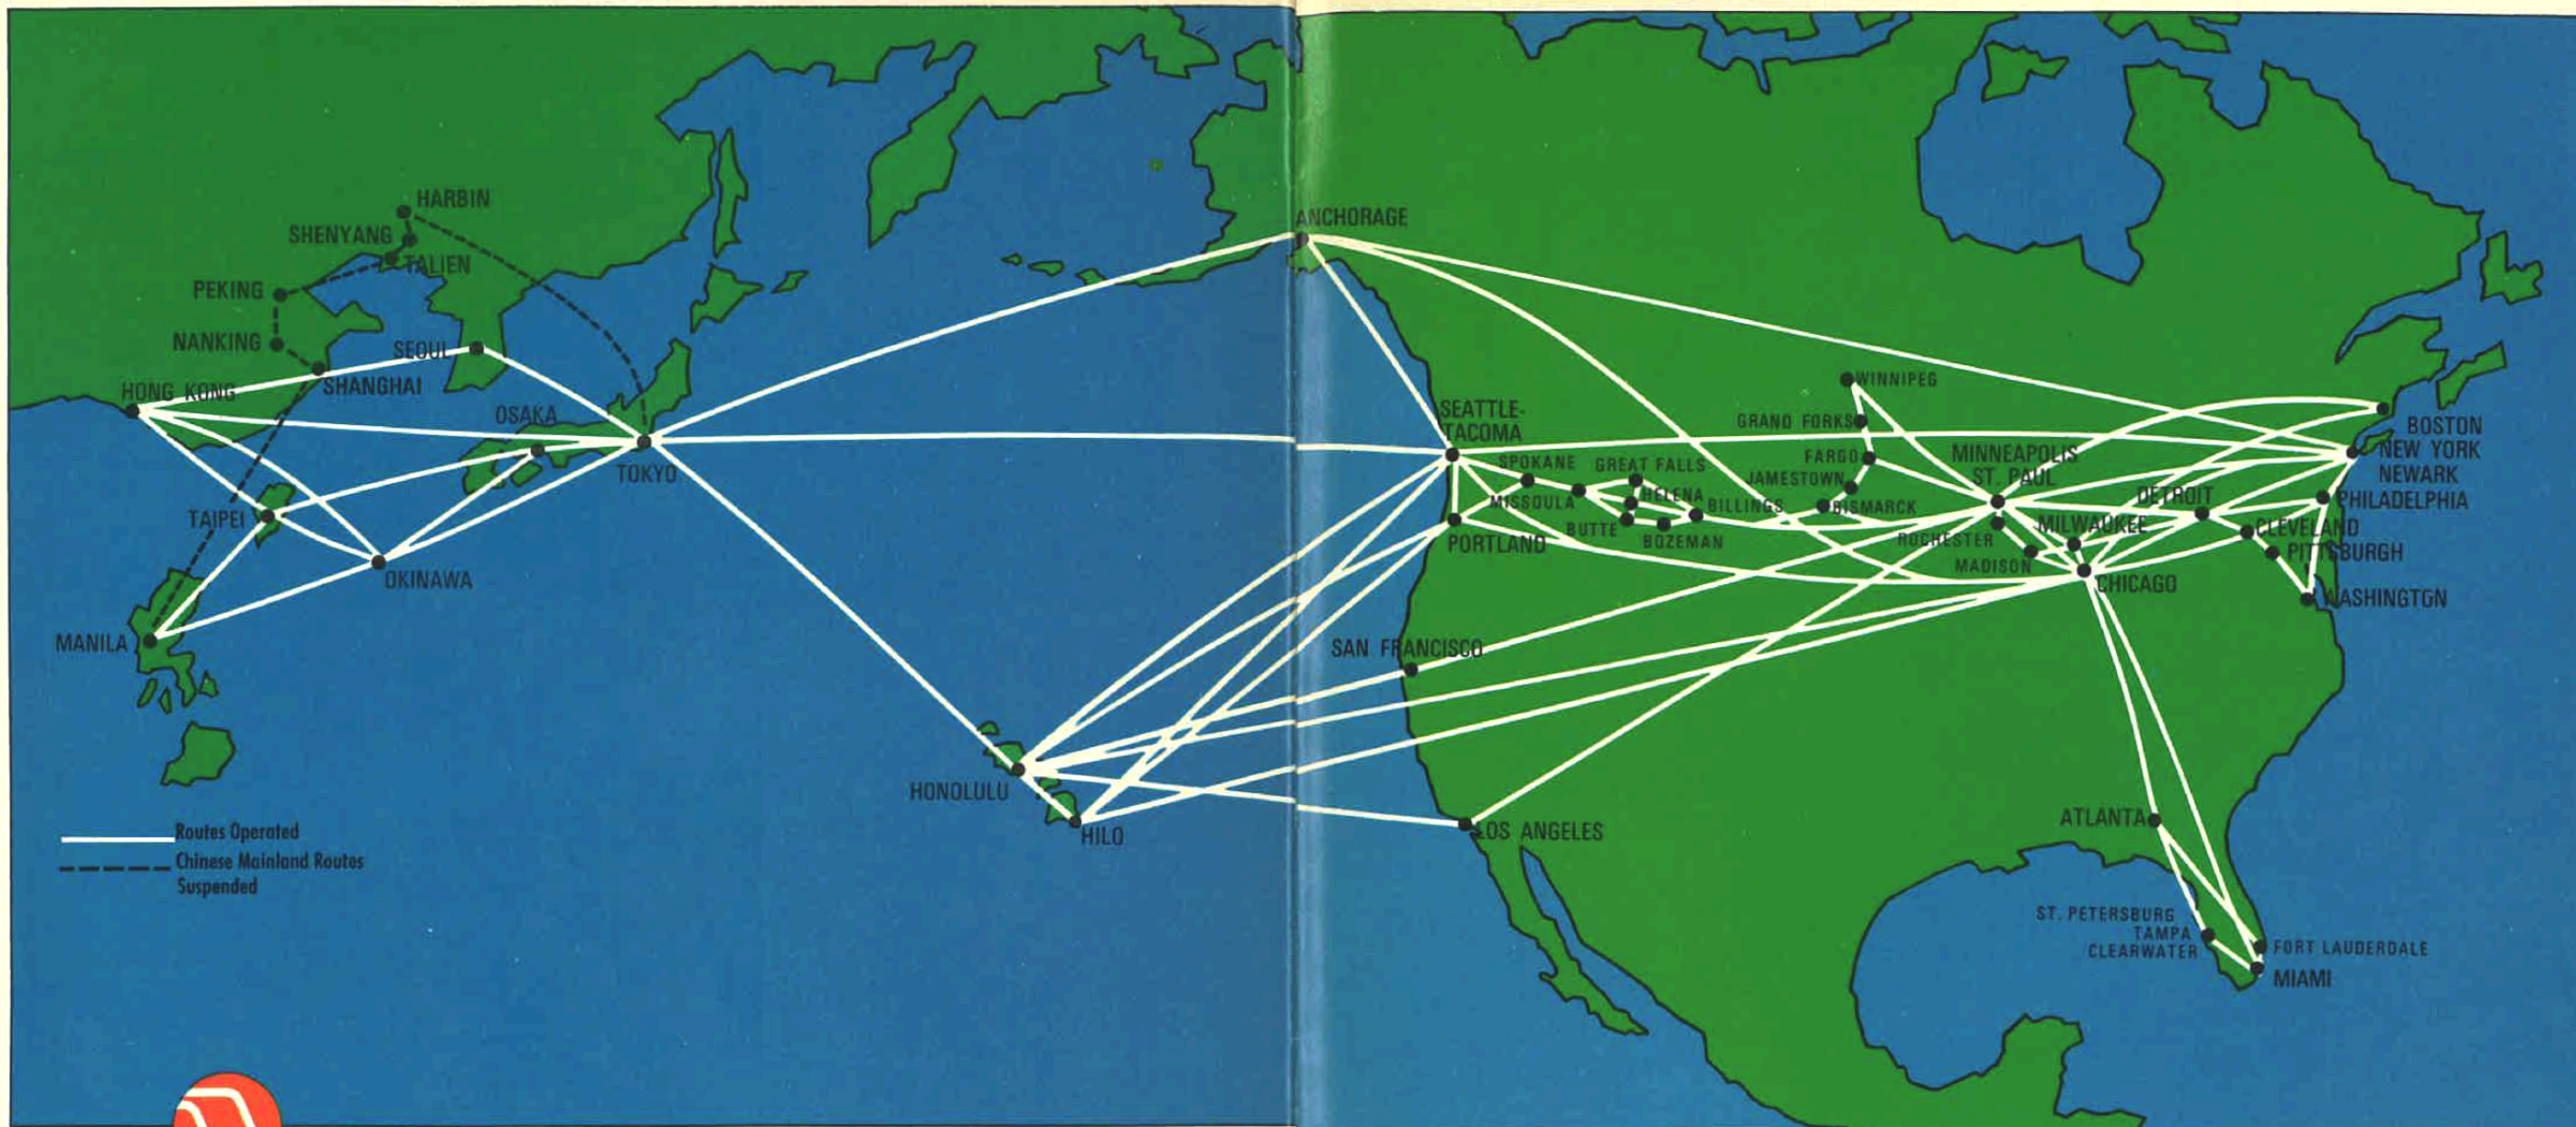 HARBIN
SHENYANG
TALIEN
PEKING
NANKING
SEOUL
SHANGHAI
HONG KONG
OSAKA
TOKYO
TAIPEI
OKINAWA
MANILA
HONOLULU
HILO
Routes Operated
Chinese Mainland Routes
Suspended
ANCHORAGE
WINNIPEG
SEATTLE-
TACOMA
GRAND FORKS
BOSTON
NEW YORK
NEWARK
MINNEAPOLIS
ST. PAUL
FARGO
SPOKANE
GREAT FALLS
JAMESTOWN
MISSOULA
HELENA
BILLINGS
BISMARCK
DETROIT
PHILADELPHIA
BUTTE
BOZEMAN
PORTLAND
ROCHESTER
MILWAUKEE
CLEVELAND
PITTSBURGH
MADISON
CHICAGO
WASHINGTON
SAN FRANCISCO
LOS ANGELES
ATLANTA
ST. PETERSBURG
TAMPA
CLEARWATER
FORT LAUDERDALE
MIAMI